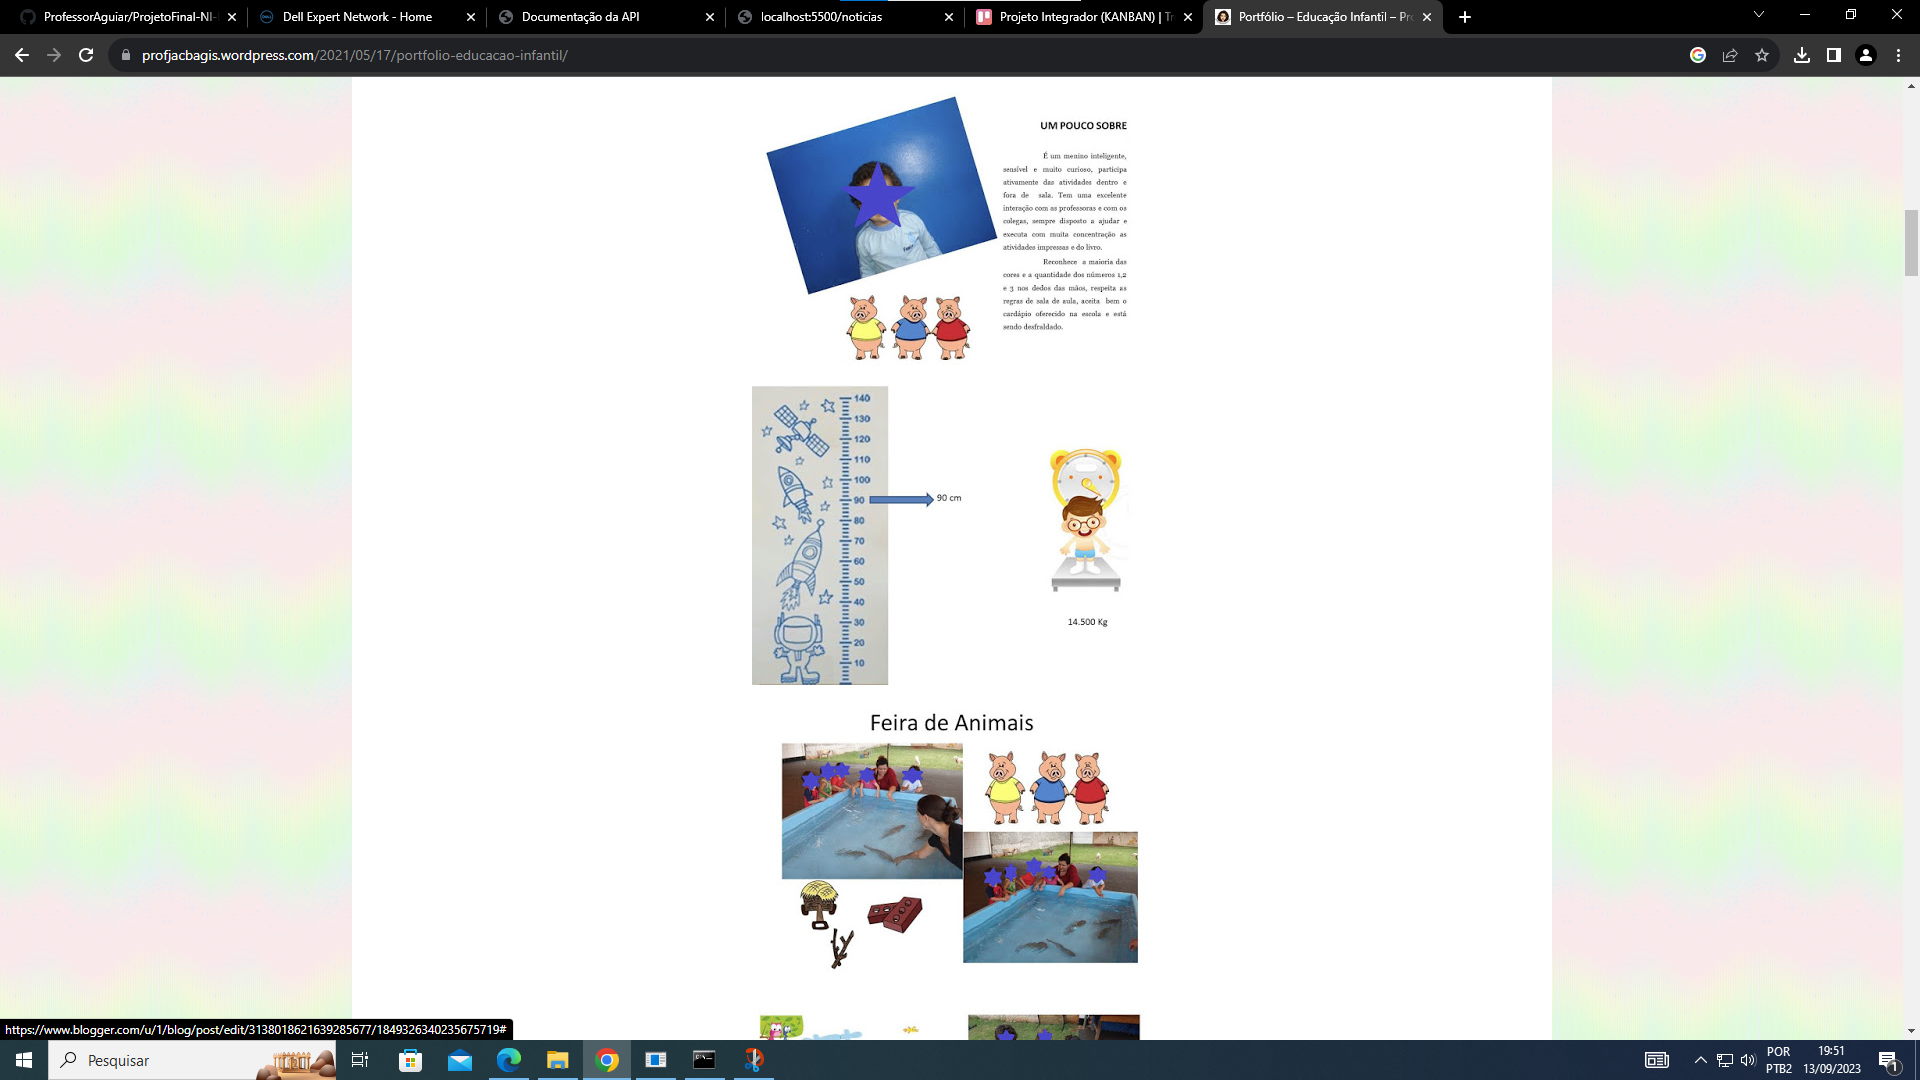 ProfessorAguiar/ProjetoFinal-NI-
Dell Expert Network - Home
Documentação da API
localhost:5500/noticias
Projeto Integrador (KANBAN) | Tr
Portfólio – Educação Infantil – Pro
profjacbagis.wordpress.com/2021/05/17/portfolio-educacao-infantil/
UM POUCO SOBRE
É um menino inteligente,
sensível e muito curioso, participa
ativamente das atividades dentro e
fora de sala. Tem uma excelente
interação com as professoras e com os
colegas, sempre disposto a ajudar e
executa com muita concentração as
atividades impressas e do livro.
Reconhece a maioria das
cores e a quantidade dos números 1,2
e 3 nos dedos das mãos, respeita as
regras de sala de aula, aceita bem o
cardápio oferecido na escola e está
sendo desfraldado.
140
130
120
110
100
90
80
70
60
50
40
30
20
10
90 cm
14.500 Kg
Feira de Animais
https://www.blogger.com/u/1/blog/post/edit/3138018621639285677/1849326340235675719#
Pesquisar
POR
PTB2
19:51
13/09/2023
1